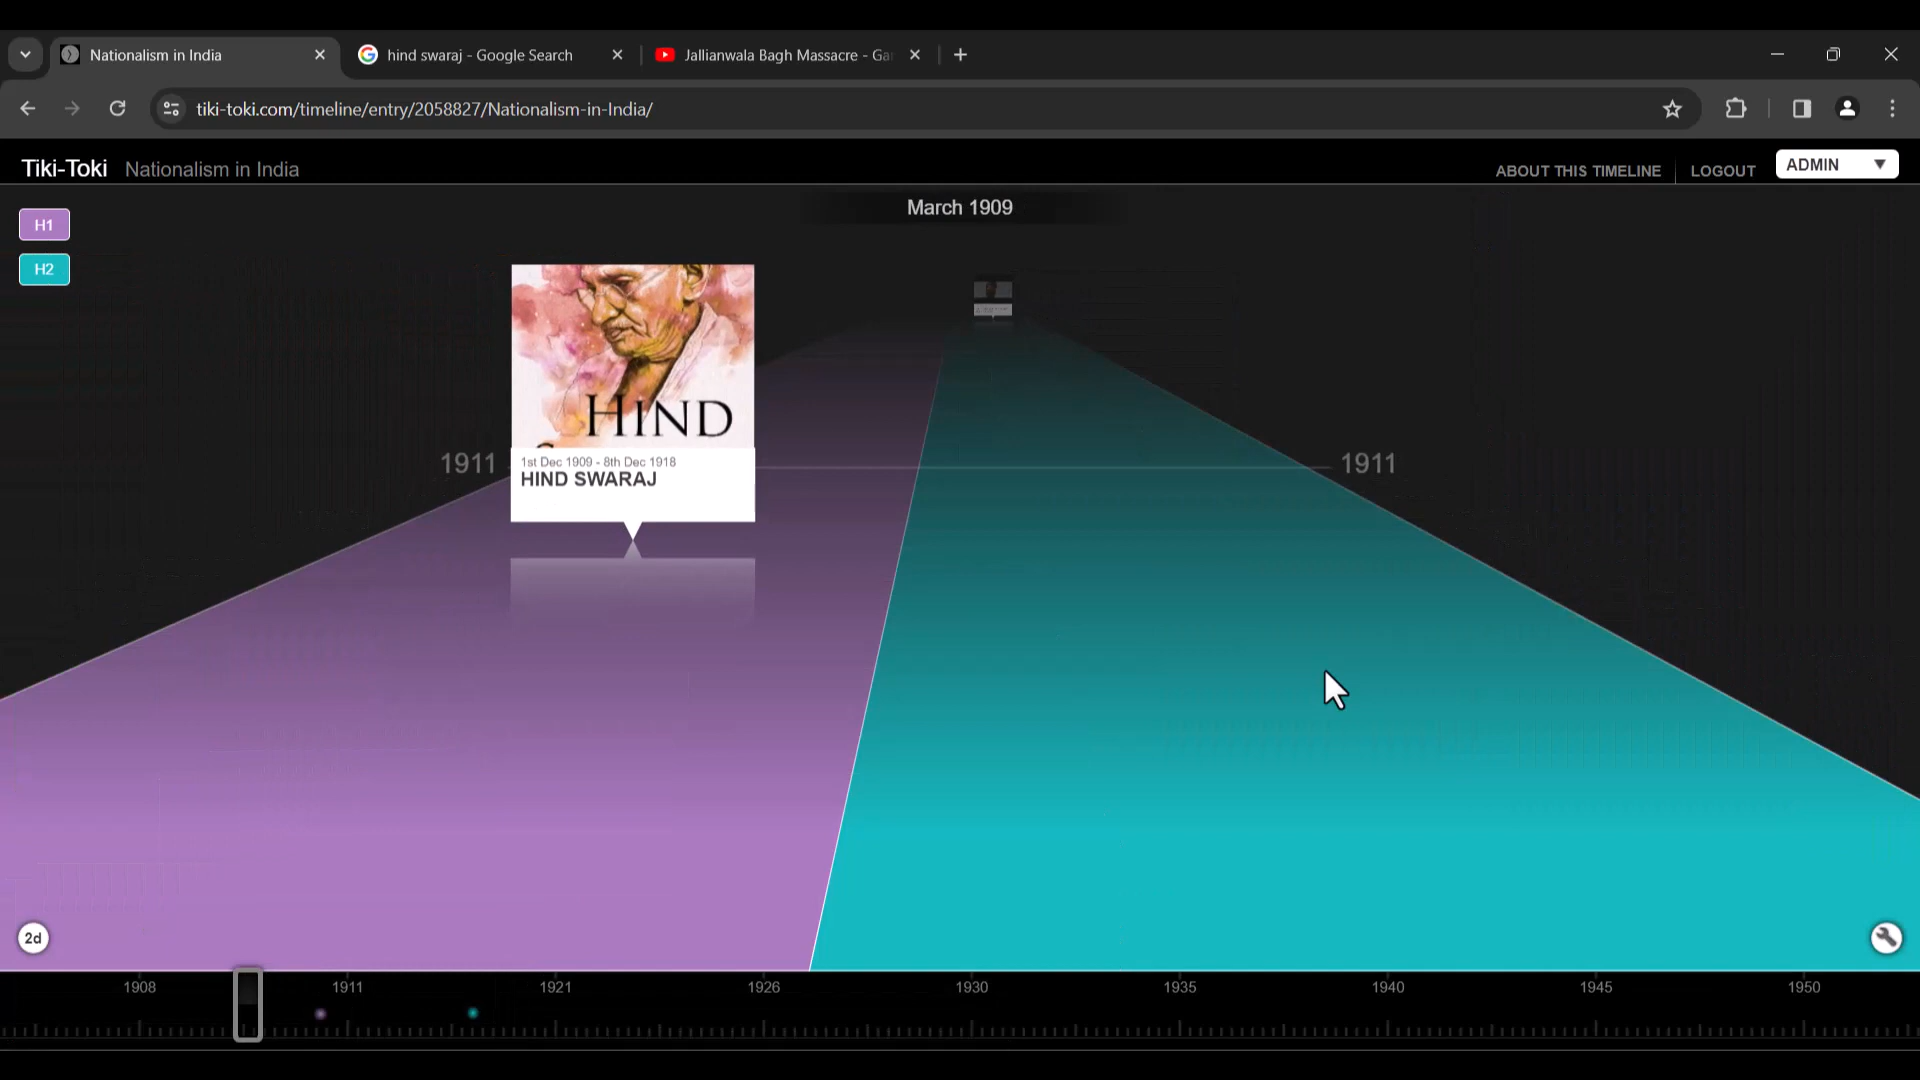 Nationalism in India
hind swaraj - Google Search
Jallianwala Bagh Massacre - Ga
tiki-toki.com/timeline/entry/2058827/Nationalism-in-India/
Tiki-Toki Nationalism in India
ABOUT THIS TIMELINE
LOGOUT
ADMIN
March 1909
H1
H2
HIND
1st Dec 1909 - 8th Dec 1918
HIND SWARAJ
1911
1911
2d
1908 1911 1921 1926 1930 1935 1940 1945 1950